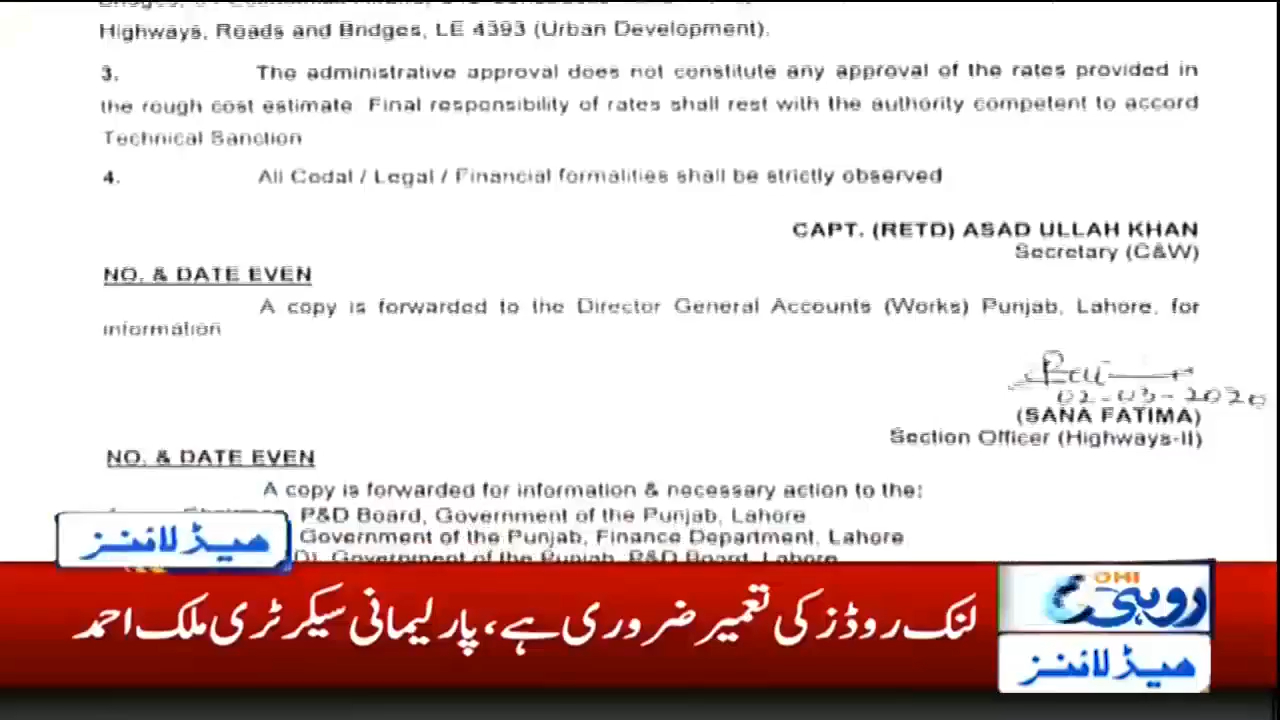 Highways, Roads and Bridges, LE 4393 (Urban Development).
3. The administrative approval does not constitute any approval of the rates provided in
the rough cost estimate. Final responsibility of rates shall rest with the authority competent to accord
Technical Sanction
4. All Codal / Legal / Financial formalities shall be strictly observed
CAPT. (RETD) ASAD ULLAH KHAN
Secretary (C&W)
NO. & DATE EVEN
A copy is forwarded to the Director General Accounts (Works) Punjab, Lahore, for
information
02-03-2020
(SANA FATIMA)
Section Officer (Highways-II)
NO. & DATE EVEN
A copy is forwarded for information & necessary action to the:
P&D Board, Government of the Punjab, Lahore
Government of the Punjab, Finance Department, Lahore
Government of the Punjab, P&D Board, Lahore
ہیڈ لائنز
لنک روڈز کی تعمیر ضروری ہے، پارلیمانی سیکرٹری ملک احمد
روہی
ہیڈ لائنز